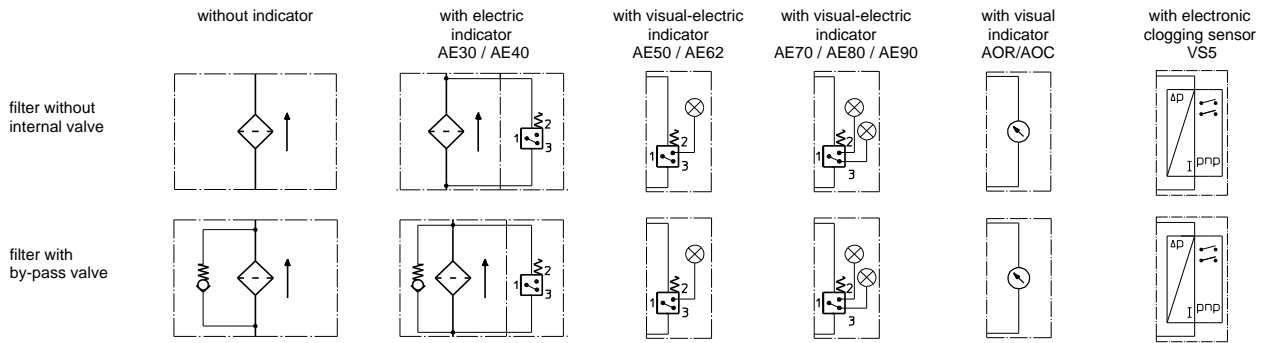 without indicator
with electric
indicator
AE30 / AE40
with visual-electric
indicator
AE50 / AE62
with visual-electric
indicator
AE70 / AE80 / AE90
with visual
indicator
AOR/AOC
with electronic
clogging sensor
VS5
filter without
internal valve
1 2 3
1 2 3
1 2 3
Δp
I pnp
filter with
by-pass valve
1 2 3
1 2 3
1 2 3
Δp
I pnp